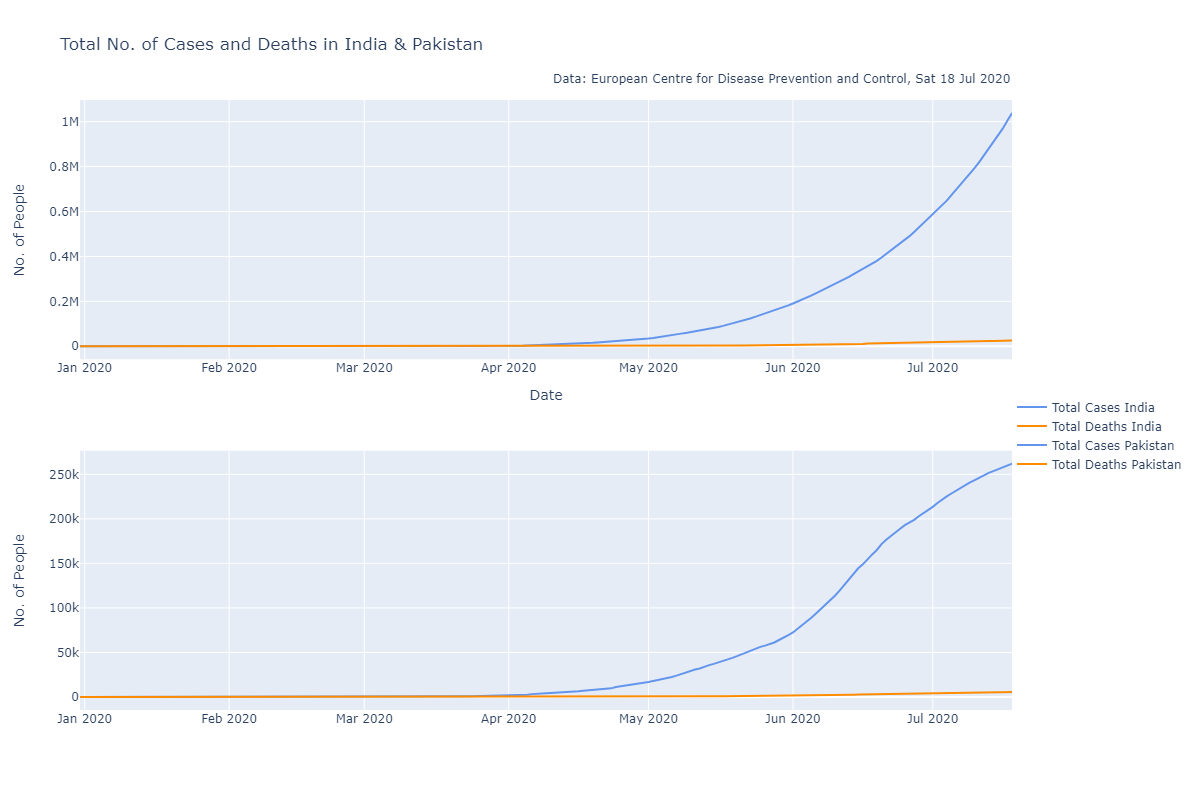 Total No. of Cases and Deaths in India & Pakistan
Data: European Centre for Disease Prevention and Control, Sat 18 Jul 2020
No. of People
1M
0.8M
0.6M
0.4M
0.2M
0
Jan 2020 Feb 2020 Mar 2020 Apr 2020 May 2020 Jun 2020 Jul 2020
Date
Total Cases India
Total Deaths India
Total Cases Pakistan
Total Deaths Pakistan
No. of People
250k
200k
150k
100k
50k
0
Jan 2020 Feb 2020 Mar 2020 Apr 2020 May 2020 Jun 2020 Jul 2020